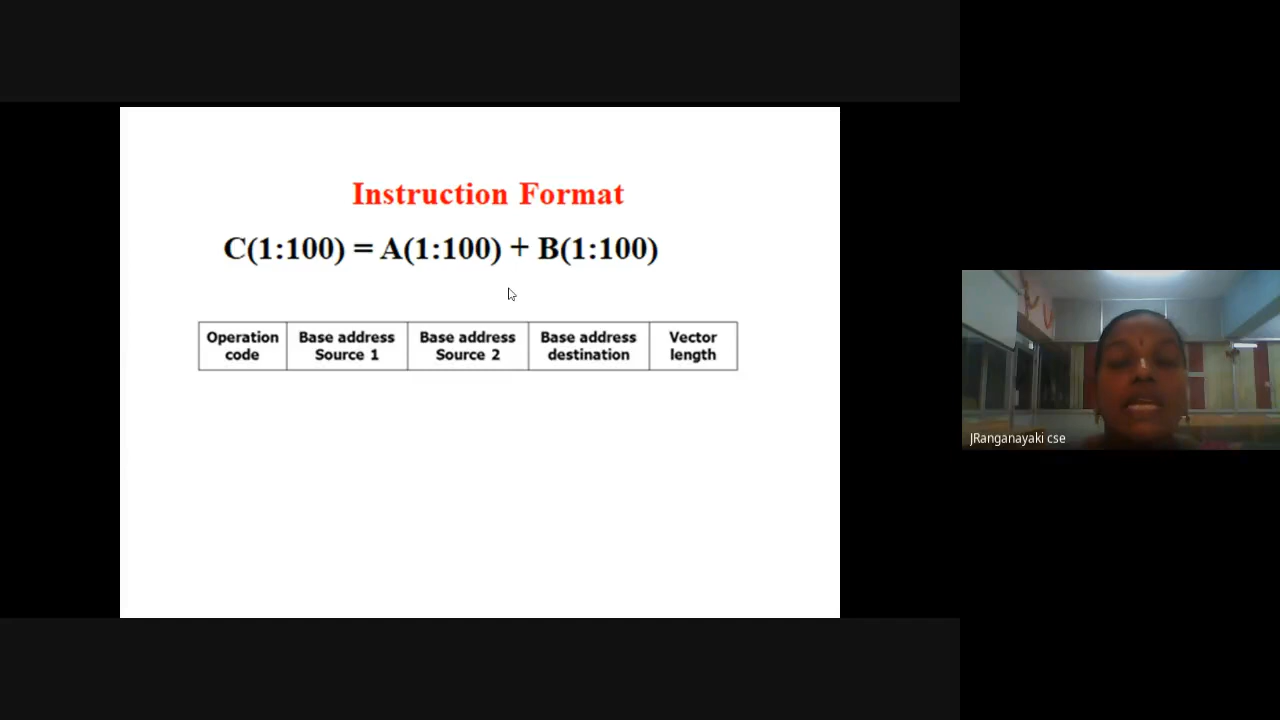 Instruction Format
C(1:100) = A(1:100) + B(1:100)
Operation code
Base address Source 1
Base address Source 2
Base address destination
Vector length
JRanganayaki cse